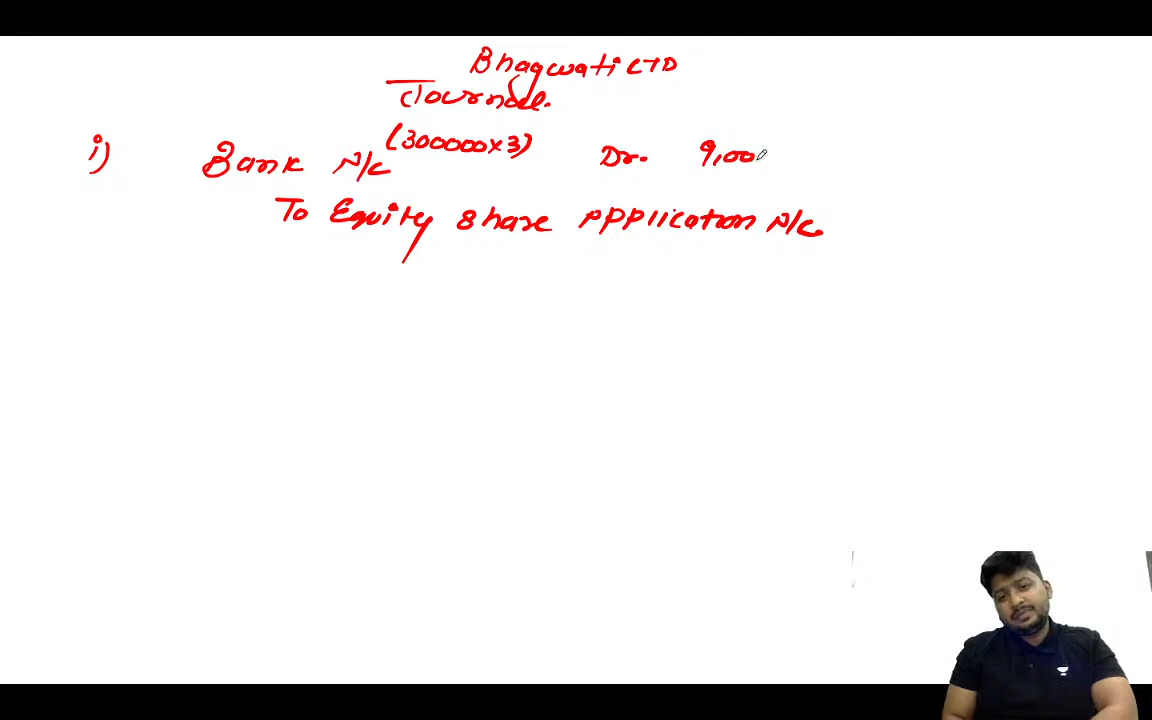 Bhagwati LTD
Journal.
i) Bank A/c (300000x3) Dr. 9,000
To Equity Share Application A/c